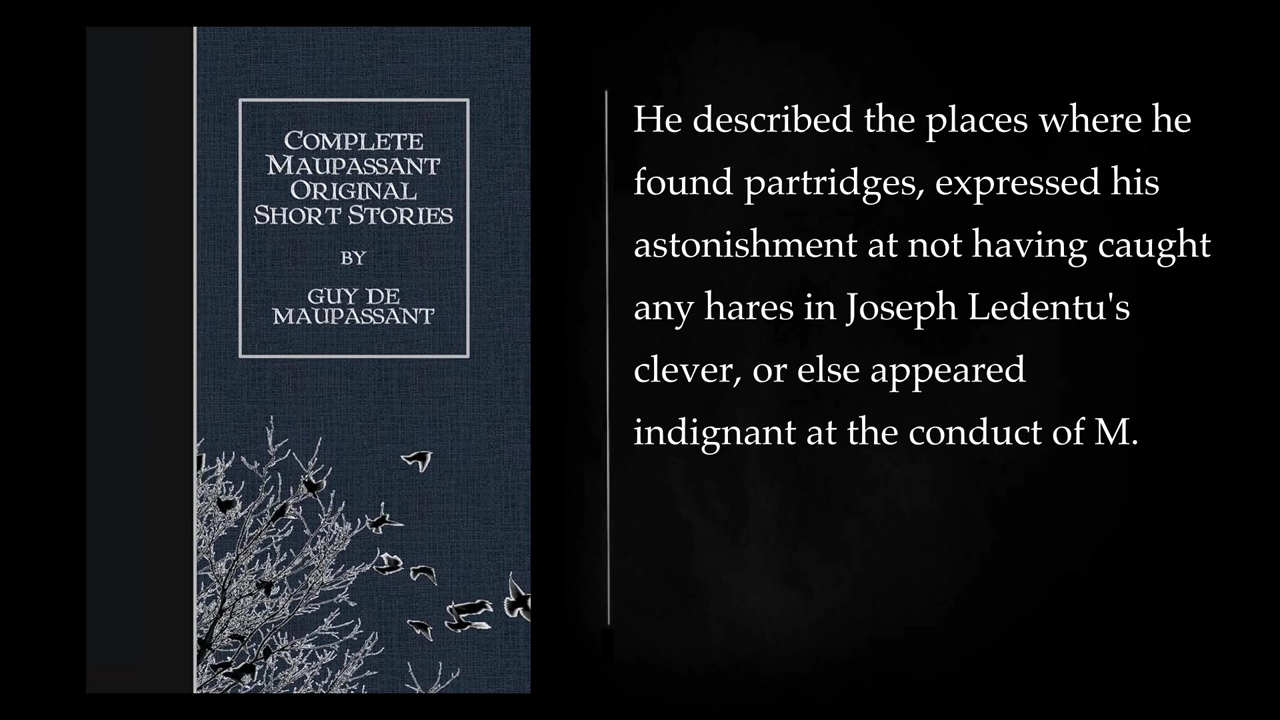 COMPLETE
MAUPASSANT
ORIGINAL
SHORT STORIES
BY
GUY DE
MAUPASSANT
He described the places where he
found partridges, expressed his
astonishment at not having caught
any hares in Joseph Ledentu's
clever, or else appeared
indignant at the conduct of M.